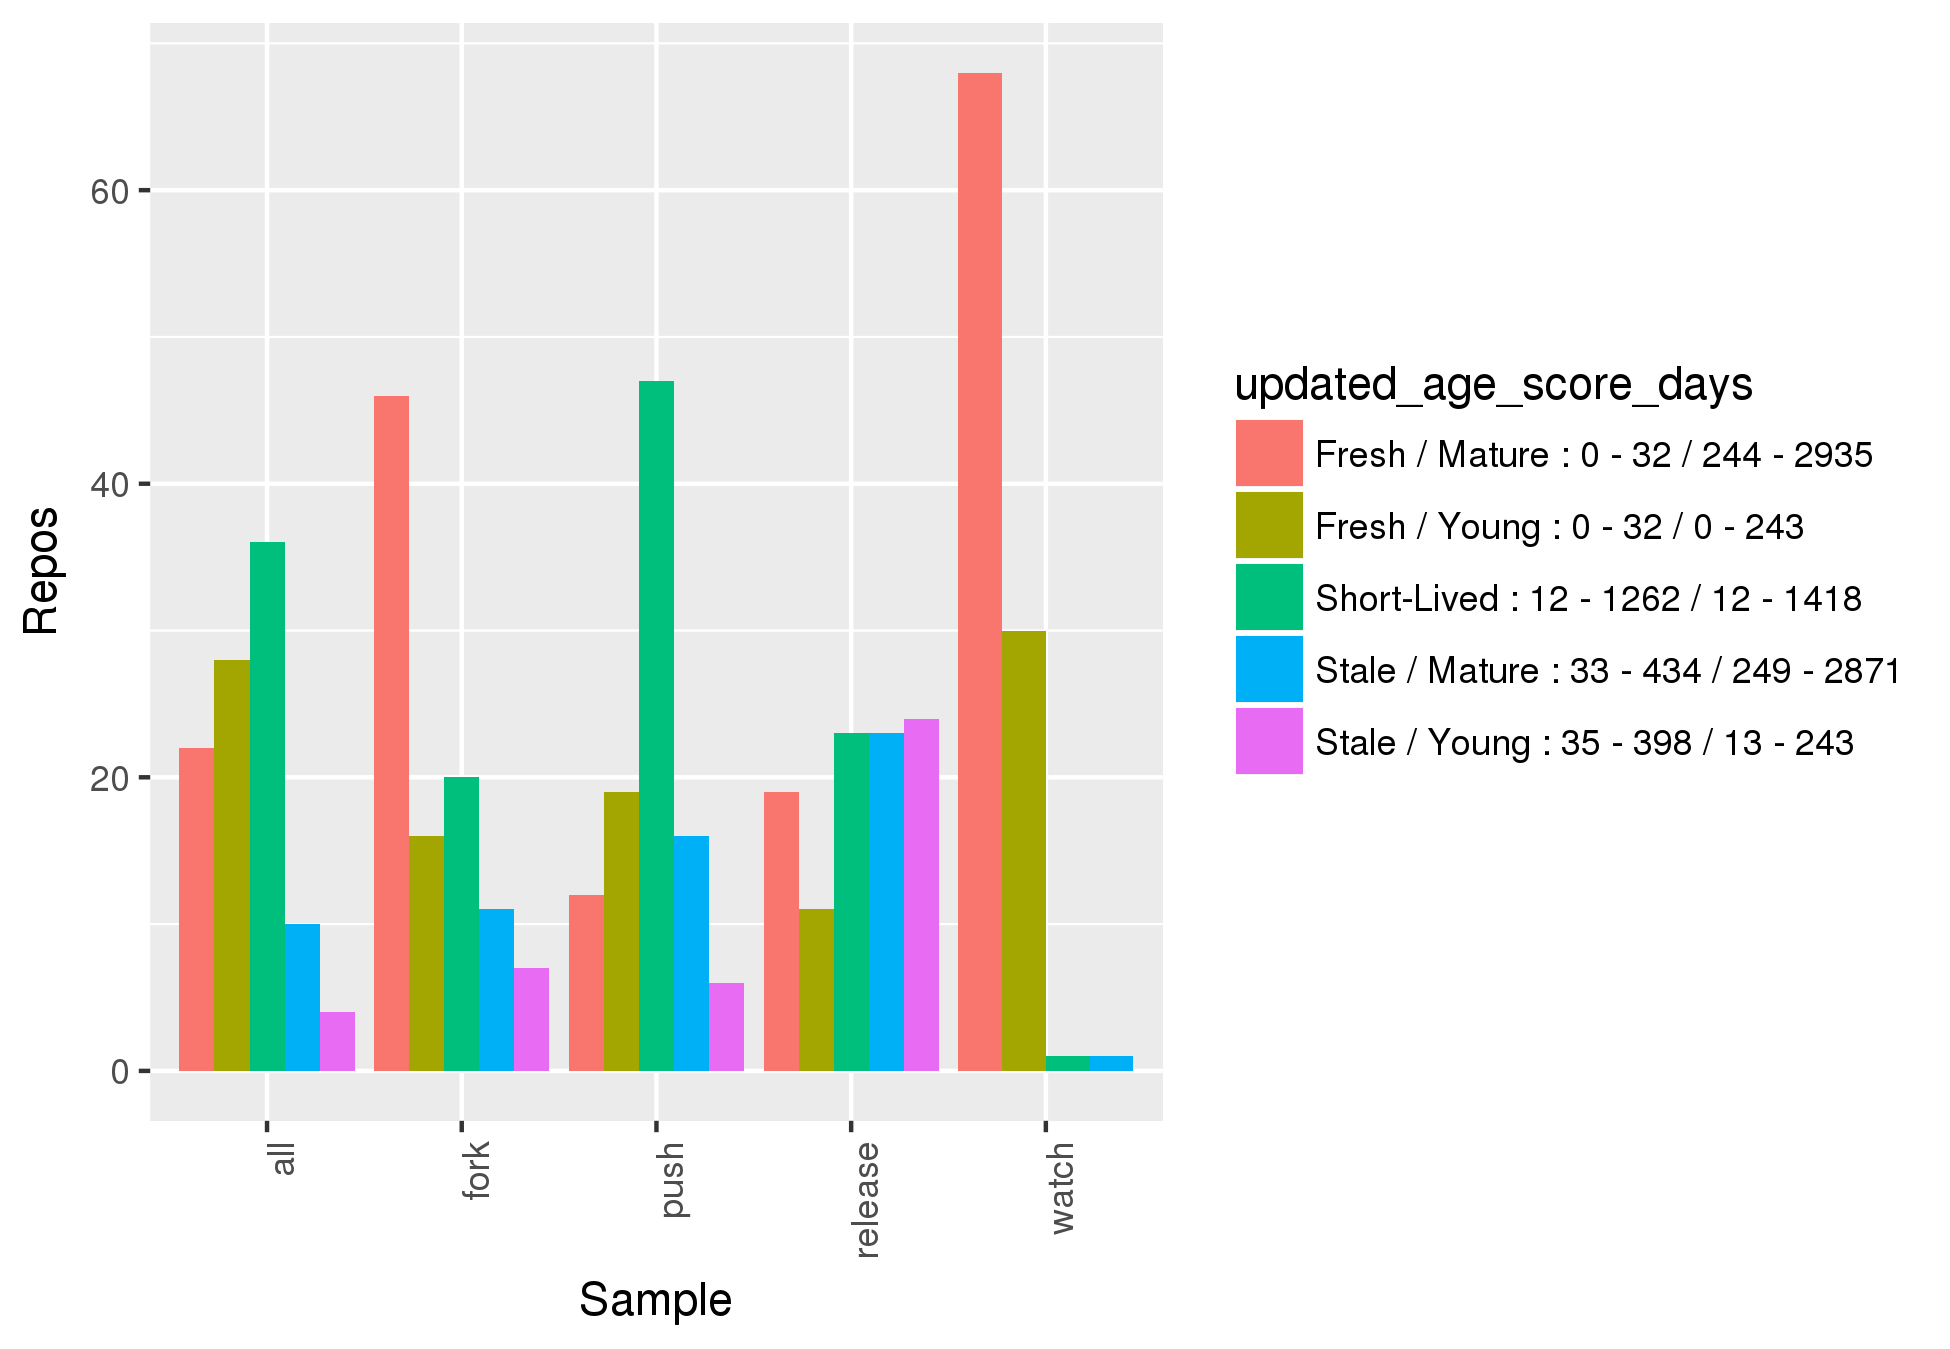 Repos
60
40
20
0
all
fork
push
release
watch
Sample
updated_age_score_days
Fresh / Mature : 0 - 32 / 244 - 2935
Fresh / Young : 0 - 32 / 0 - 243
Short-Lived : 12 - 1262 / 12 - 1418
Stale / Mature : 33 - 434 / 249 - 2871
Stale / Young : 35 - 398 / 13 - 243